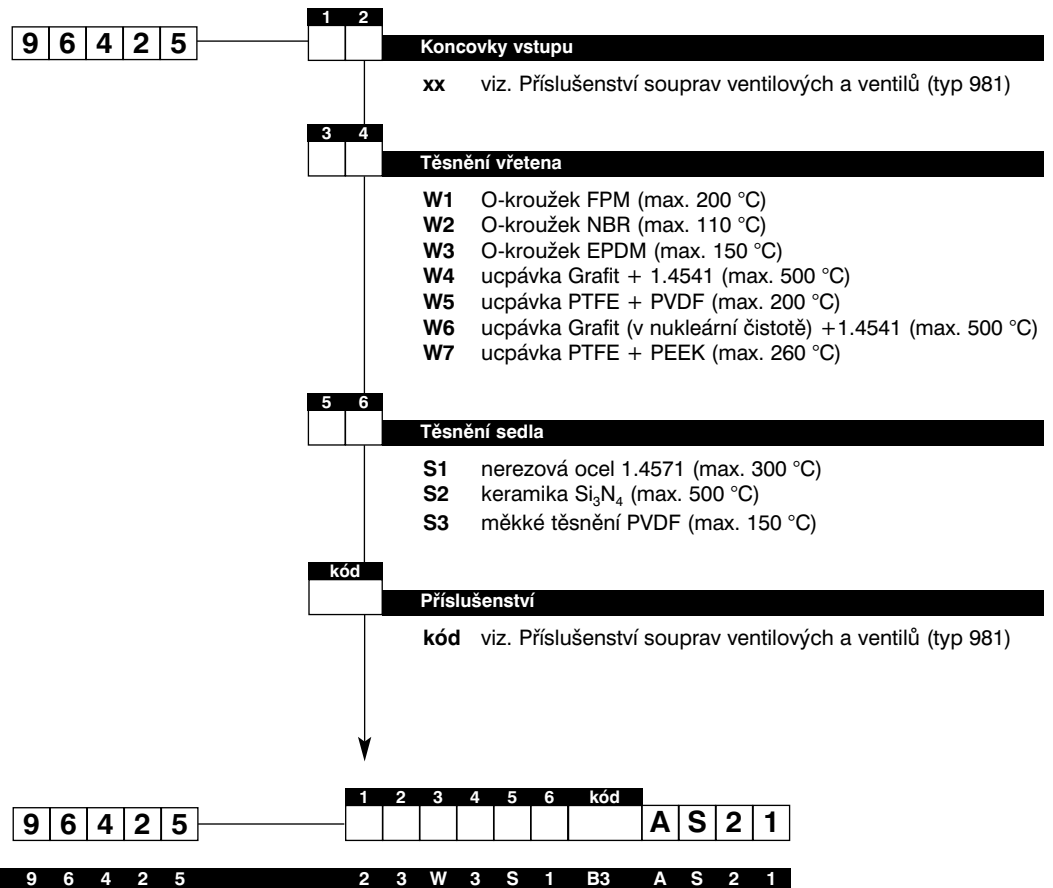 1 2
9 6 4 2 5
Koncovky vstupu
xx viz. Příslušenství souprav ventilových a ventilů (typ 981)
3 4
Těsnění vřetena
W1 O-kroužek FPM (max. 200 °C)
W2 O-kroužek NBR (max. 110 °C)
W3 O-kroužek EPDM (max. 150 °C)
W4 ucpávka Grafit + 1.4541 (max. 500 °C)
W5 ucpávka PTFE + PVDF (max. 200 °C)
W6 ucpávka Grafit (v nukleární čistotě) +1.4541 (max. 500 °C)
W7 ucpávka PTFE + PEEK (max. 260 °C)
5 6
Těsnění sedla
S1 nerezová ocel 1.4571 (max. 300 °C)
S2 keramika Si₃N₄ (max. 500 °C)
S3 měkké těsnění PVDF (max. 150 °C)
kód
Příslušenství
kód viz. Příslušenství souprav ventilových a ventilů (typ 981)
1 2 3 4 5 6 kód
9 6 4 2 5 A S 2 1
9 6 4 2 5 2 3 W 3 S 1 B3 A S 2 1